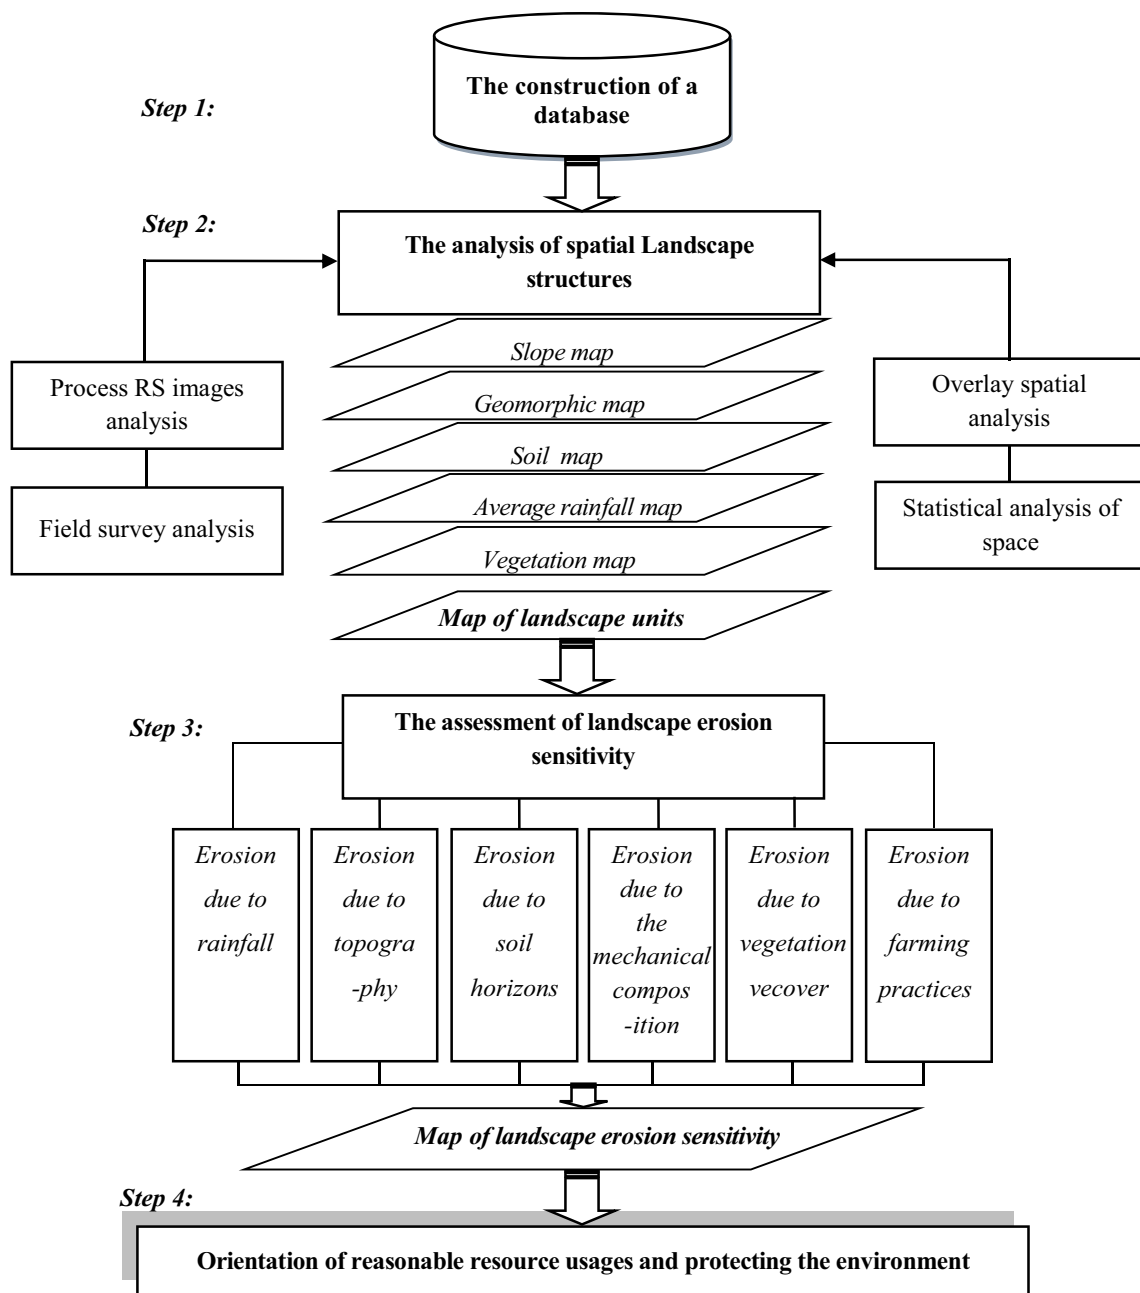 Step 1:
The construction of a
database
Step 2:
The analysis of spatial Landscape
structures
Process RS images
analysis
Field survey analysis
Slope map
Geomorphic map
Soil map
Average rainfall map
Vegetation map
Map of landscape units
Overlay spatial
analysis
Statistical analysis of
space
Step 3:
The assessment of landscape erosion
sensitivity
Erosion
due to
rainfall
Erosion
due to
topogra
-phy
Erosion
due to
soil
horizons
Erosion
due to
the
mechanical
compos
-ition
Erosion
due to
vegetation
vecover
Erosion
due to
farming
practices
Map of landscape erosion sensitivity
Step 4:
Orientation of reasonable resource usages and protecting the environment